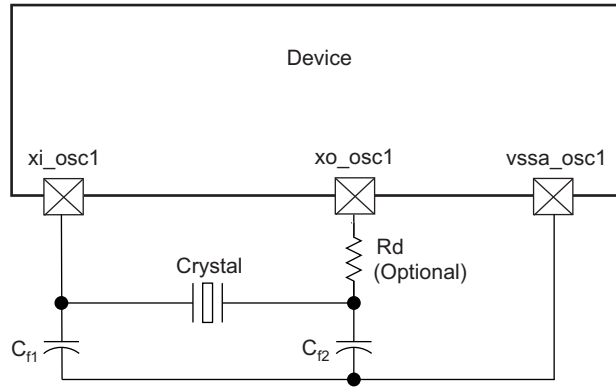 Device
xi_osc1
xo_osc1
vssa_osc1
Rd
(Optional)
Crystal
Cf1
Cf2